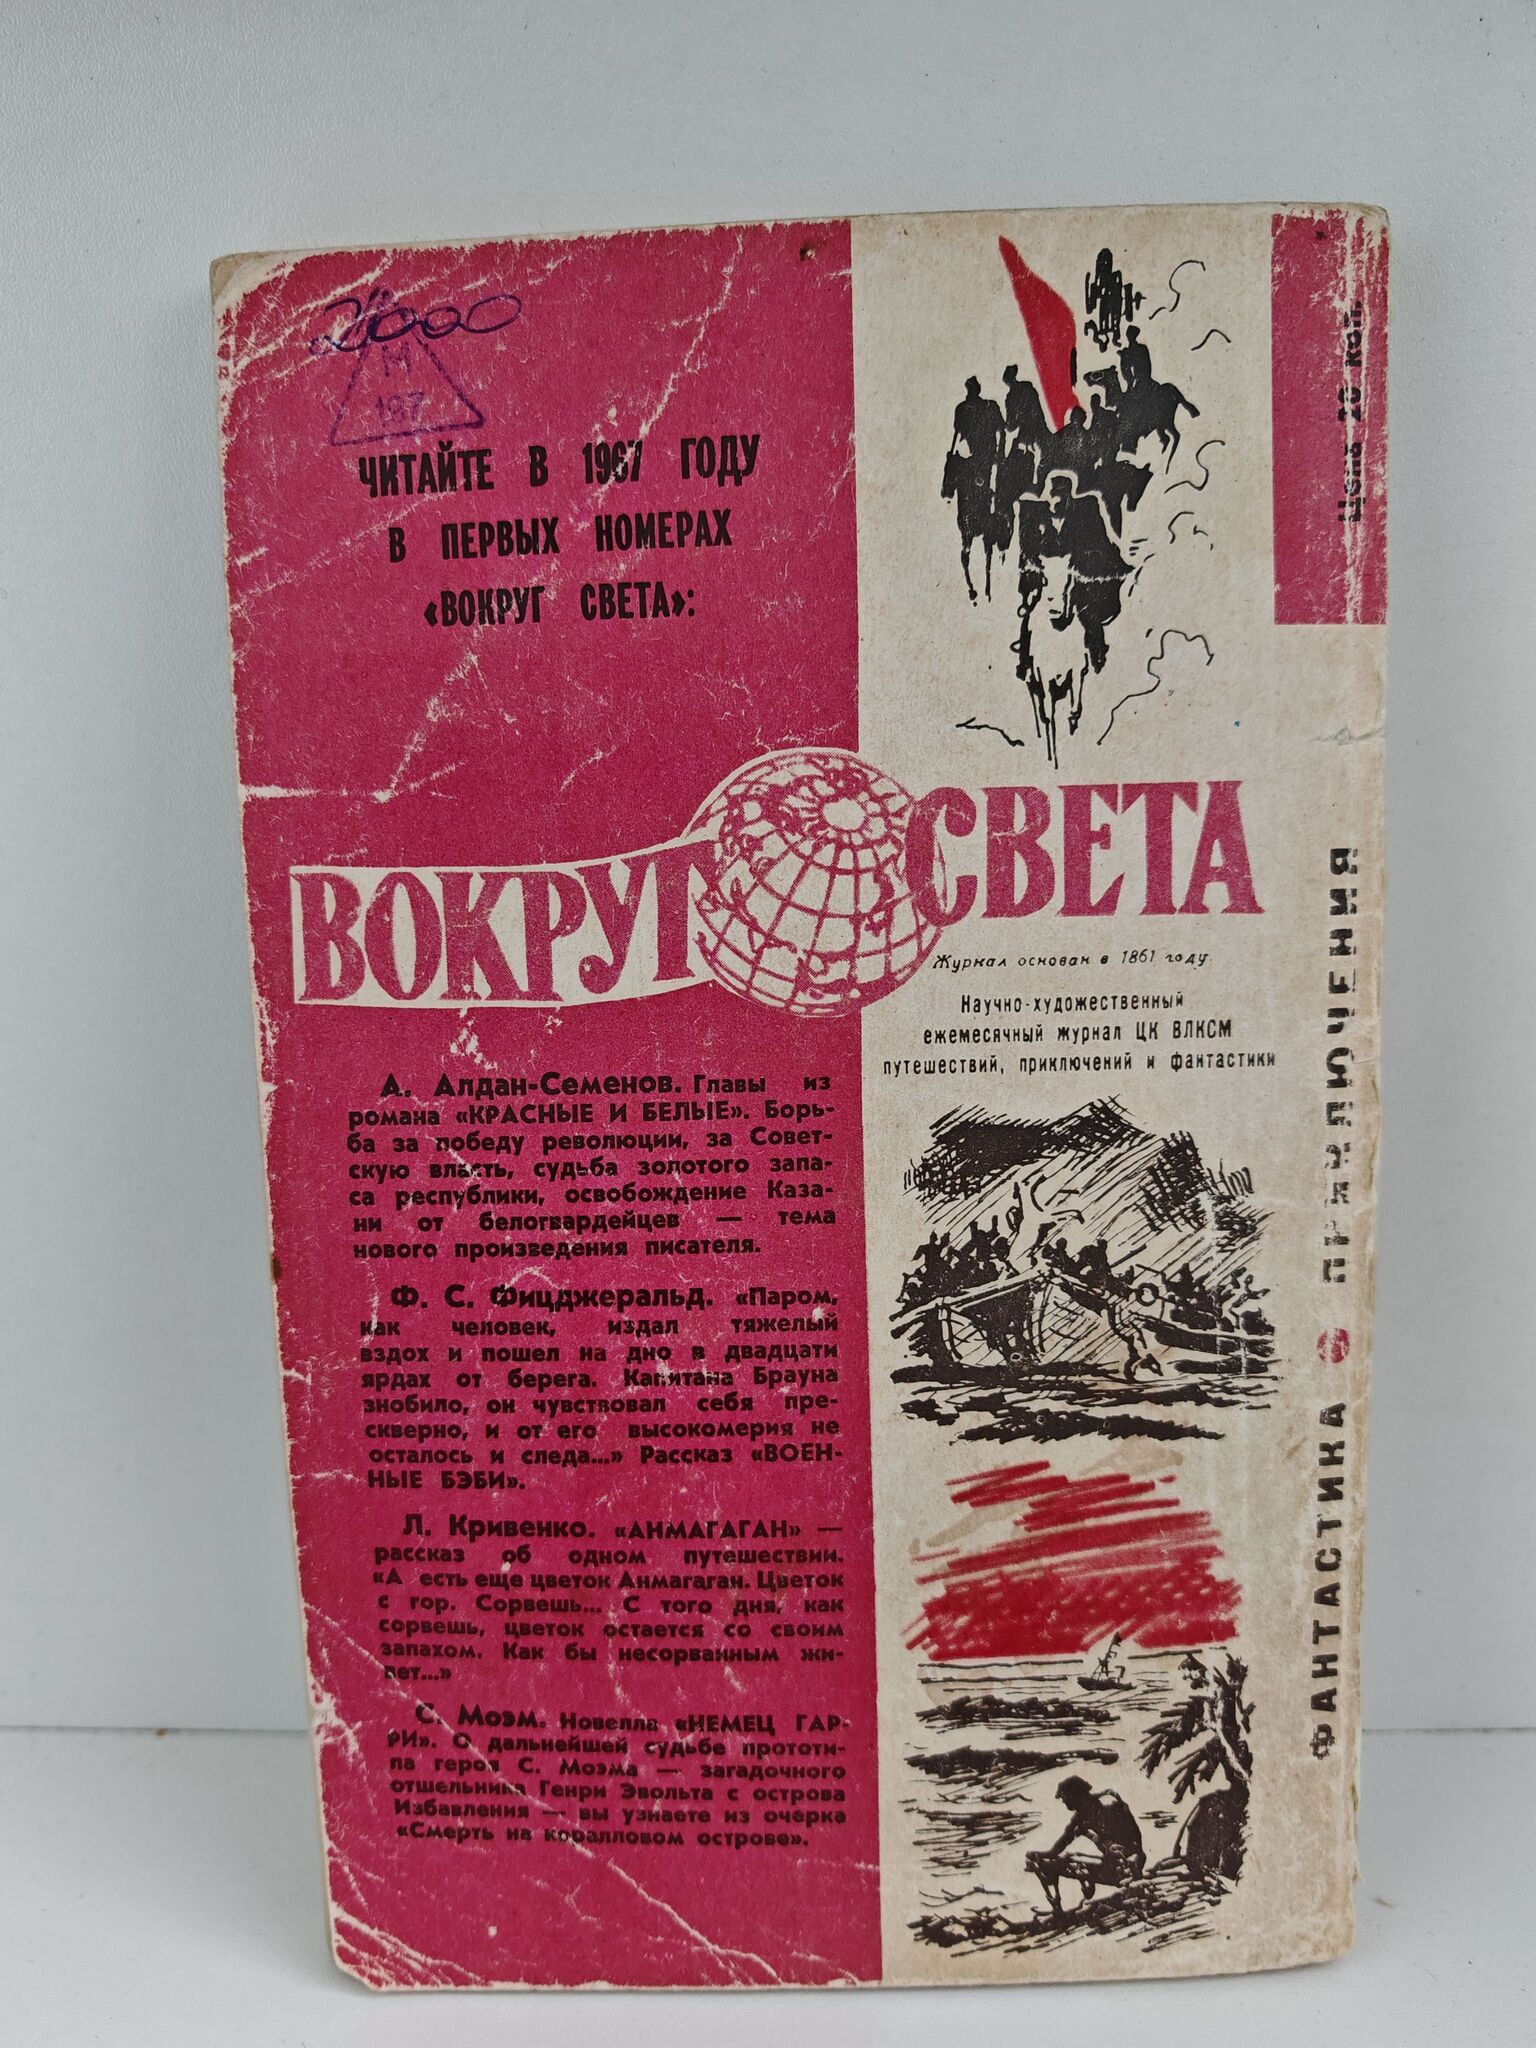 2000
М
197
ЧИТАЙТЕ В 1967 ГОДУ
В ПЕРВЫХ НОМЕРАХ
«ВОКРУГ СВЕТА»:
ВОКРУГ СВЕТА
Журнал основан в 1861 году.
Научно-художественный
ежемесячный журнал ЦК ВЛКСМ
путешествий, приключений и фантастики
А. Алдан-Семенов. Главы из
романа «КРАСНЫЕ И БЕЛЫЕ». Борь-
ба за победу революции, за Совет-
скую власть, судьба золотого запа-
са республики, освобождение Каза-
ни от белогвардейцев — тема
нового произведения писателя.
Ф. С. Фицджеральд. «Паром,
как человек, издал тяжелый
вздох и пошел на дно в двадцати
ярдах от берега. Капитана Брауна
знобило, он чувствовал себя пре-
скверно, и от его высокомерия не
осталось и следа...» Рассказ «ВОЕН-
НЫЕ БЭБИ».
Л. Кривенко. «АНМАГАГАН» —
рассказ об одном путешествии.
«А есть еще цветок Анмагаган. Цветок
с гор. Сорвешь... С того дня, как
сорвешь, цветок остается со своим
запахом. Как бы несорванным жи-
вет...»
С. Моэм. Новелла «НЕМЕЦ ГАР-
РИ». О дальнейшей судьбе прототи-
па героя С. Моэма — загадочного
отшельника Генри Эвольта с острова
Избавления — вы узнаете из очерка
«Смерть на коралловом острове».
Цена 20 коп.
ФАНТАСТИКА ● ПРИКЛЮЧЕНИЯ